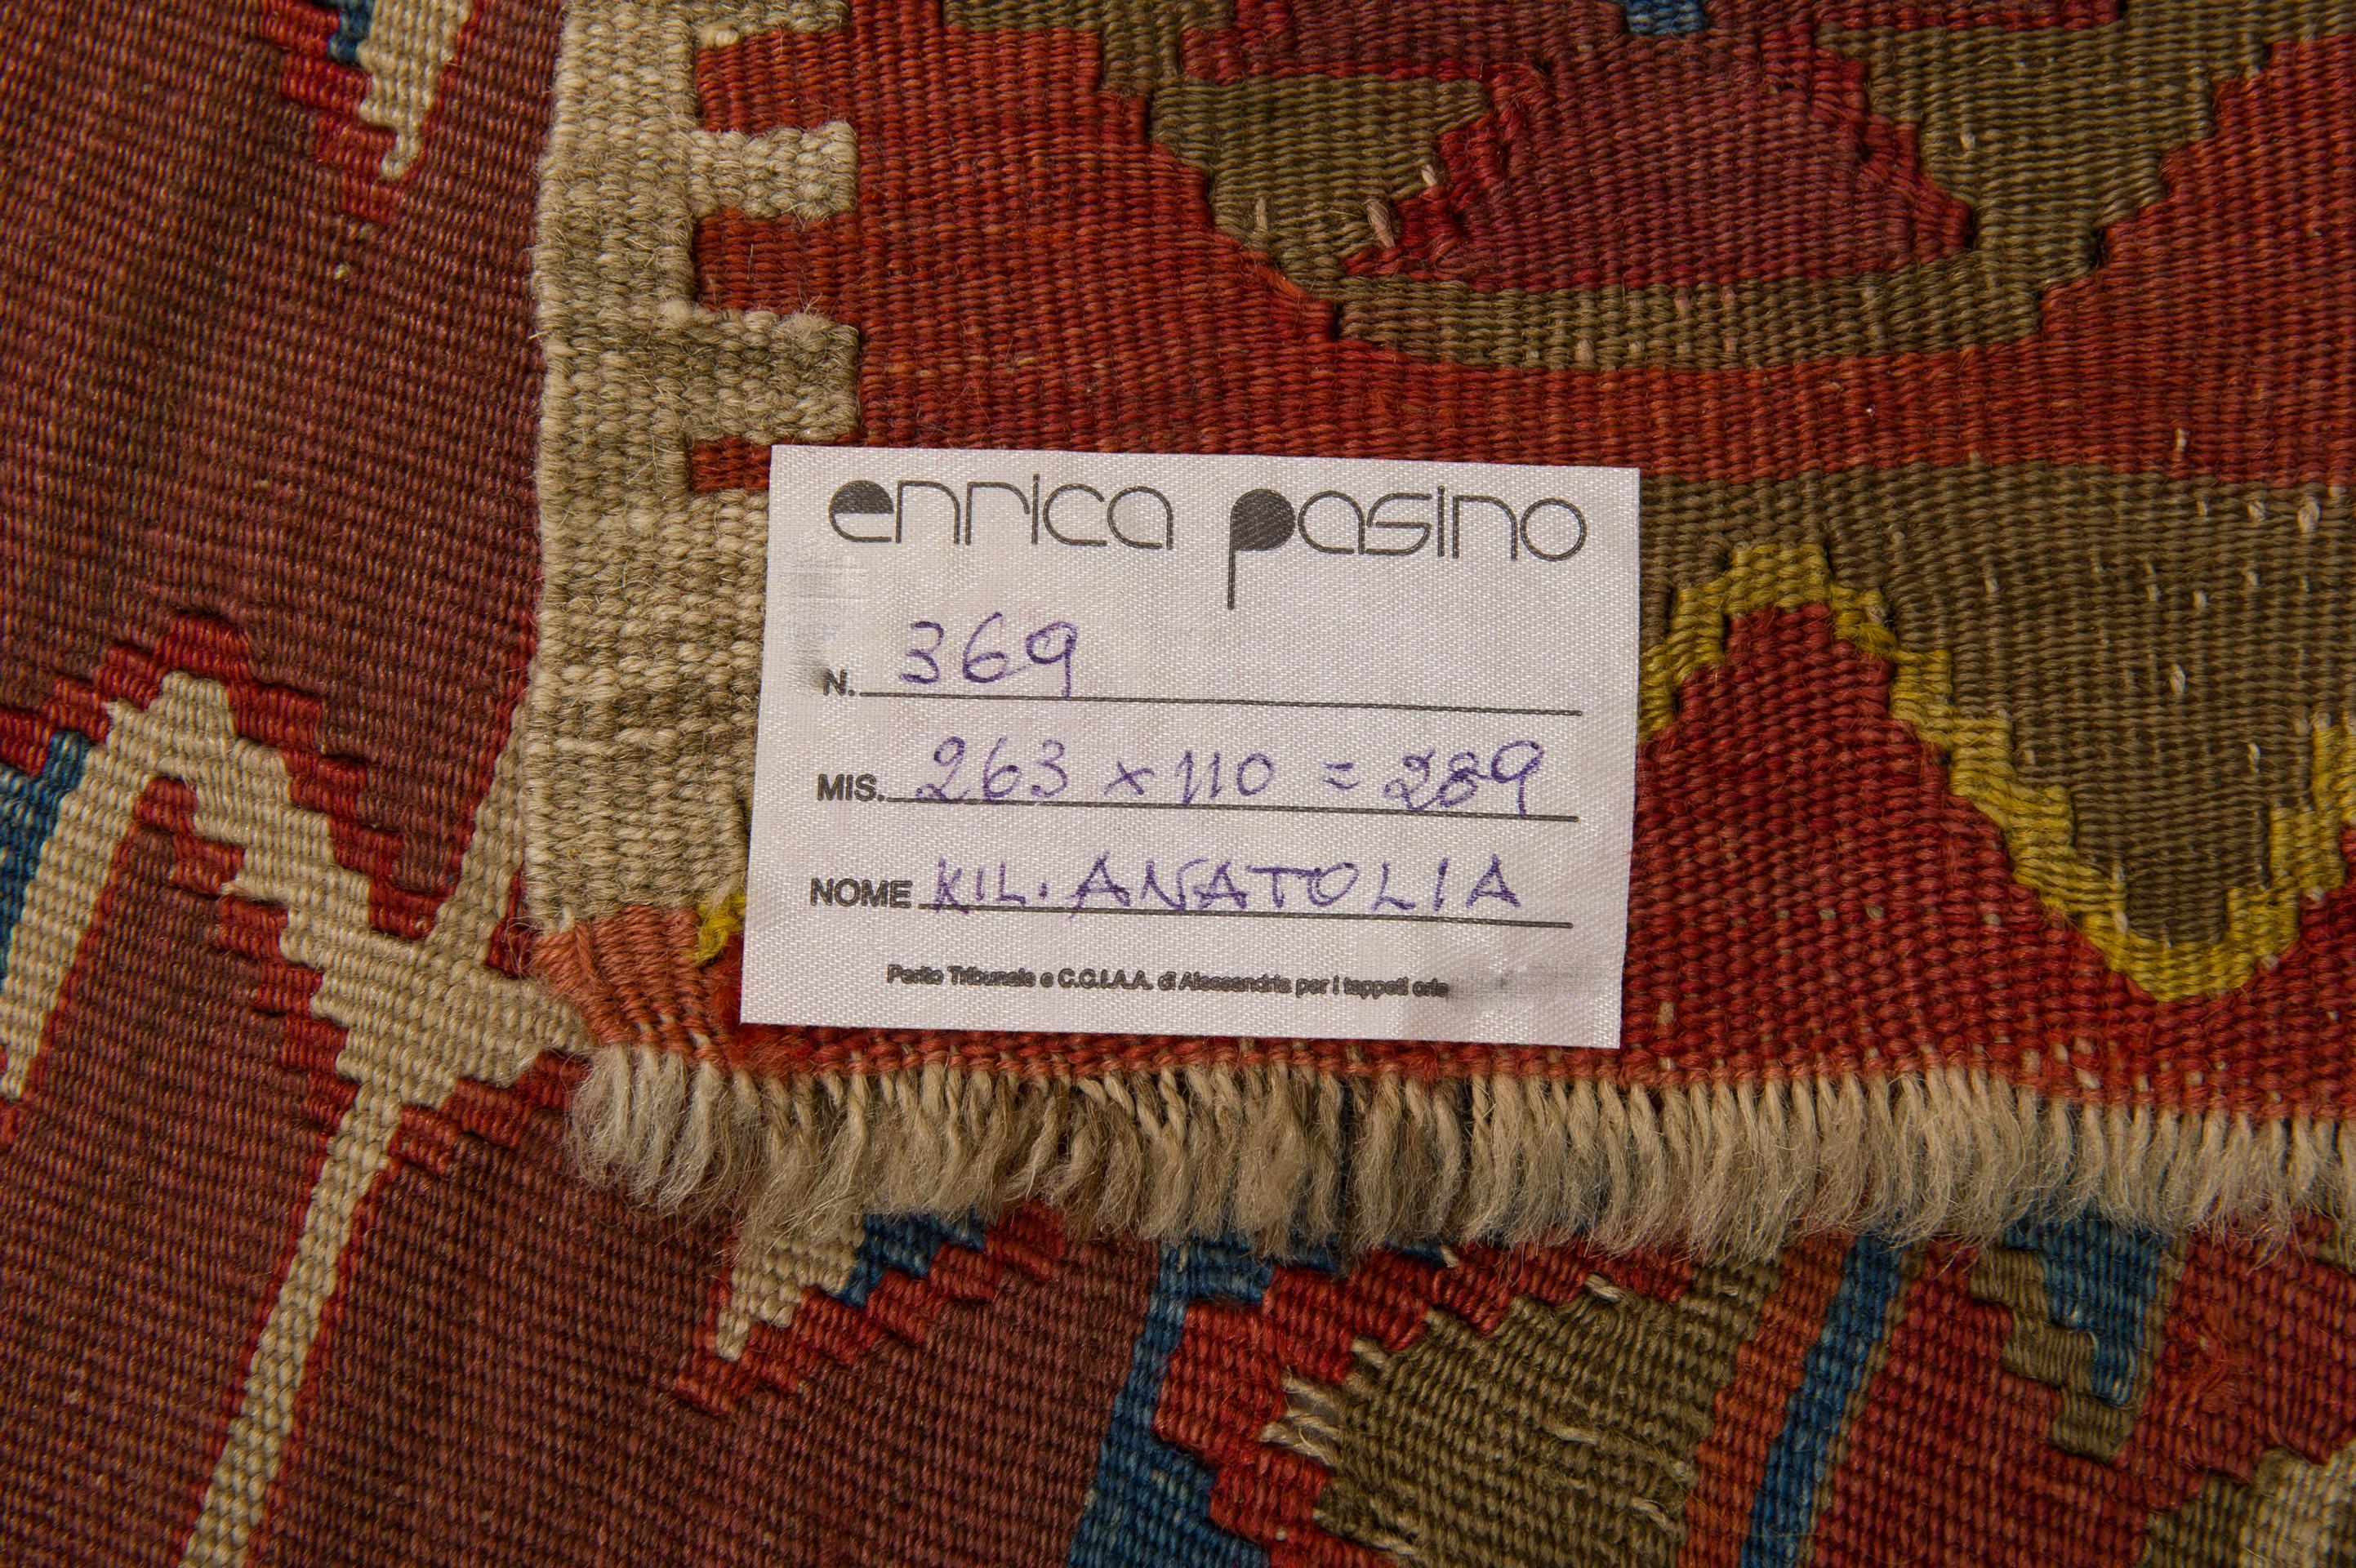 enrica pasino
N. 369
MIS. 263 x 110 = 289
NOME KIL. ANATOLIA
Perito Tribunale e C.C.I.A.A. di Alessandria per i tappeti orie